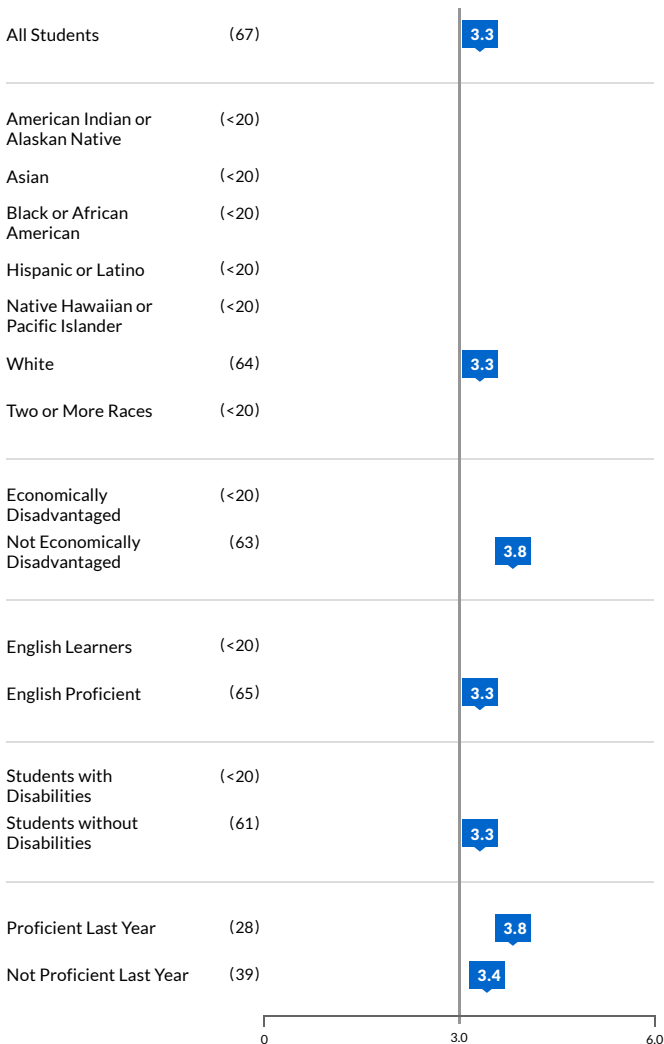 All Students (67) 3.3
American Indian or (<20)
Alaskan Native
Asian (<20)
Black or African (<20)
American
Hispanic or Latino (<20)
Native Hawaiian or (<20)
Pacific Islander
White (64) 3.3
Two or More Races (<20)
Economically (<20)
Disadvantaged
Not Economically (63) 3.8
Disadvantaged
English Learners (<20)
English Proficient (65) 3.3
Students with (<20)
Disabilities
Students without (61) 3.3
Disabilities
Proficient Last Year (28) 3.8
Not Proficient Last Year (39) 3.4
0 3.0 6.0